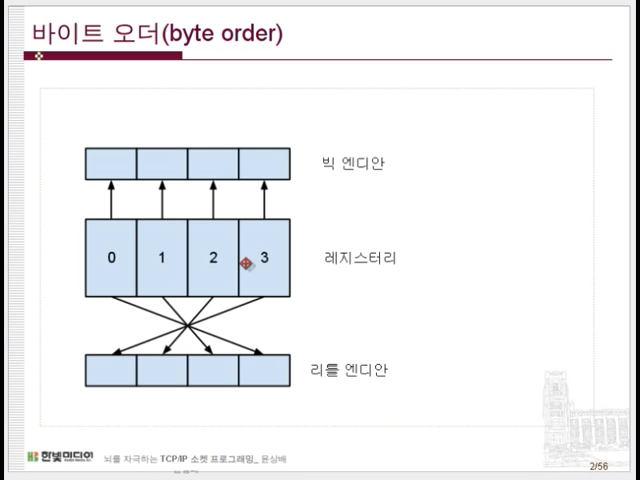 바이트 오더(byte order)
빅 엔디안
0 1 2 3
레지스터리
리틀 엔디안
한빛미디어
뇌를 자극하는 TCP/IP 소켓 프로그래밍_ 윤상배
2/56